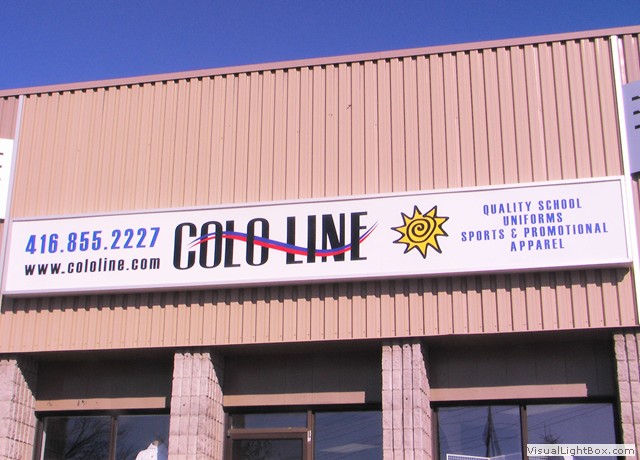 416.855.2227
www.cololine.com
COLO LINE
QUALITY SCHOOL
UNIFORMS
SPORTS & PROMOTIONAL
APPAREL
VisualLightBox.com